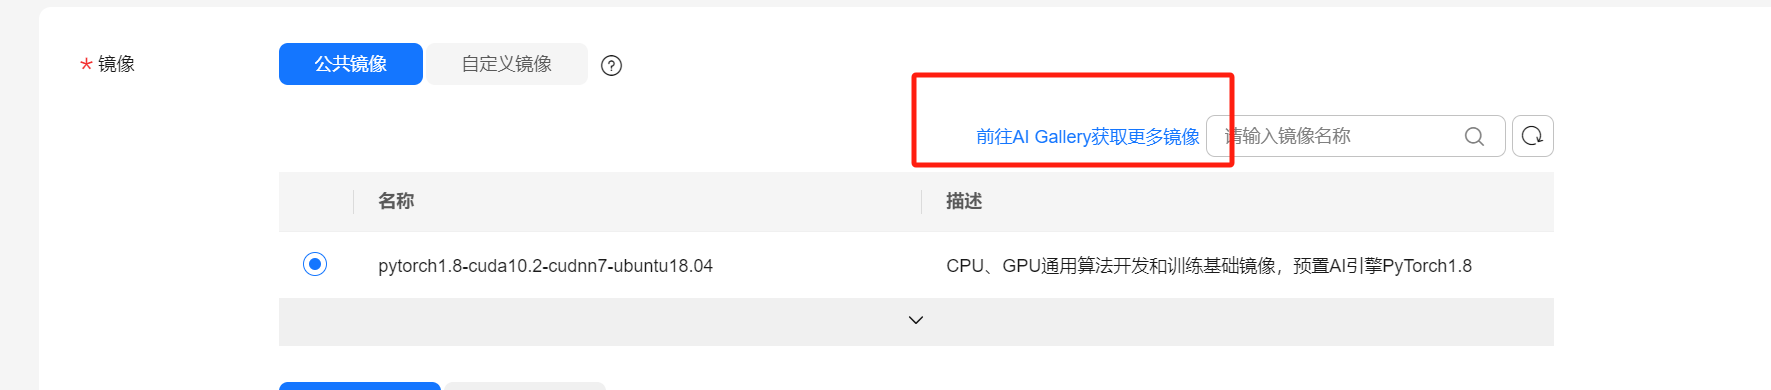 * 镜像 公共镜像 自定义镜像 ?
前往AI Gallery获取更多镜像 请输入镜像名称
名称 描述
pytorch1.8-cuda10.2-cudnn7-ubuntu18.04 CPU、GPU通用算法开发和训练基础镜像，预置AI引擎PyTorch1.8